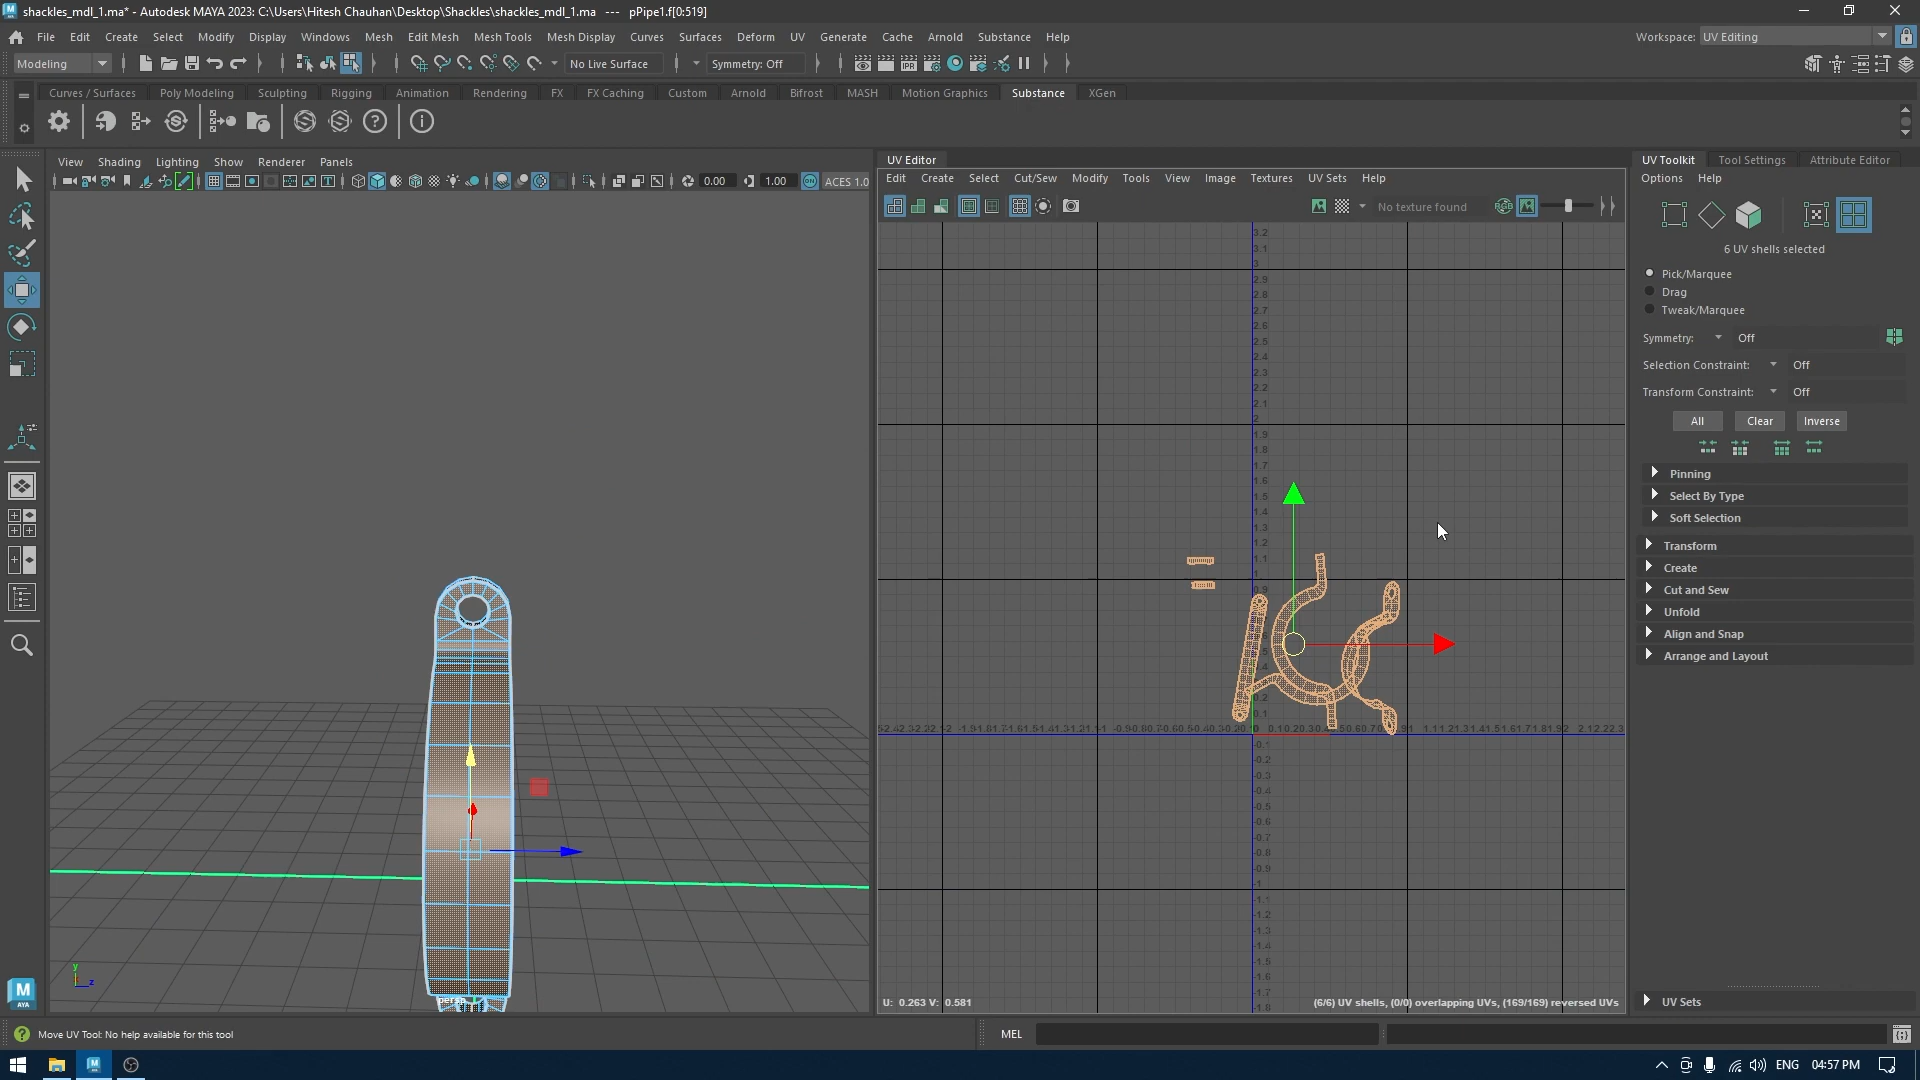 shackles_mdl_1.ma* - Autodesk MAYA 2023: C:\Users\Hitesh Chauhan\Desktop\Shackles\shackles_mdl_1.ma --- pPipe1.f[0:519]
File Edit Create Select Modify Display Windows Mesh Edit Mesh Mesh Tools Mesh Display Curves Surfaces Deform UV Generate Cache Arnold Substance Help
Workspace: UV Editing
Modeling
No Live Surface
Symmetry: Off
IPR
Curves / Surfaces Poly Modeling Sculpting Rigging Animation Rendering FX FX Caching Custom Arnold Bifrost MASH Motion Graphics Substance XGen
View Shading Lighting Show Renderer Panels
0.00 1.00 ON ACES 1.0
UV Editor
Edit Create Select Cut/Sew Modify Tools View Image Textures UV Sets Help
No texture found
RGB
UV Toolkit Tool Settings Attribute Editor
Options Help
6 UV shells selected
Pick/Marquee
Drag
Tweak/Marquee
Symmetry: Off
Selection Constraint: Off
Transform Constraint: Off
All Clear Inverse
Pinning
Select By Type
Soft Selection
Transform
Create
Cut and Sew
Unfold
Align and Snap
Arrange and Layout
UV Sets
persp
y
z
U: 0.263 V: 0.581
(6/6) UV shells, (0/0) overlapping UVs, (169/169) reversed UVs
M
AYA
Move UV Tool: No help available for this tool
MEL
ENG 04:57 PM